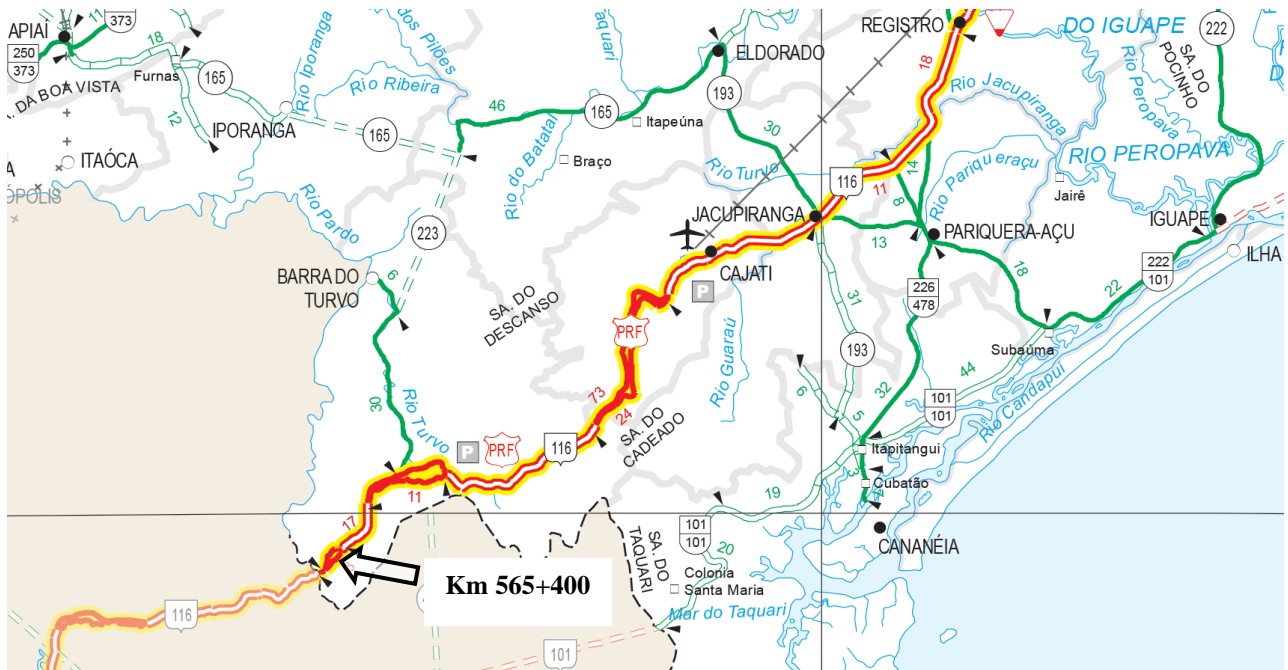 APIAÍ
11
373
250
373
18
Furnas
165
12
. DA BOA VISTA
IPORANGA
ITAÓCA
A
ÓPOLIS
Rio Iporanga
dos Pilões
Rio Ribeira
165
46
165
aquari
ELDORADO
193
Itapeúna
Braço
Rio do Batatal
30
REGISTRO
18
DO IGUAPE
SA. DO
POCINHO
222
Rio Jacupiranga
Rio Peropava
RIO PEROPAVA
Rio Pariqueraçu
Jairê
IGUAPE
ILHA
Rio Turvo
116
11
14
8
JACUPIRANGA
13
PARIQUERA-AÇU
CAJATI
P
18
222
101
22
226
478
Rio Pardo
223
BARRA DO
TURVO
6
SA. DO
DESCANSO
PRF
31
193
Rio Guaraú
Subaúma
44
32
101
101
Rio Candapuí
6
5
30
Rio Turvo
73
24
SA. DO
CADEADO
P
PRF
116
Itapitangui
3
Cubatão
4
11
17
19
101
101
20
SA. DO
TAQUARI
CANANÉIA
Km 565+400
Colonia
Santa Maria
Mar do Taquari
116
101